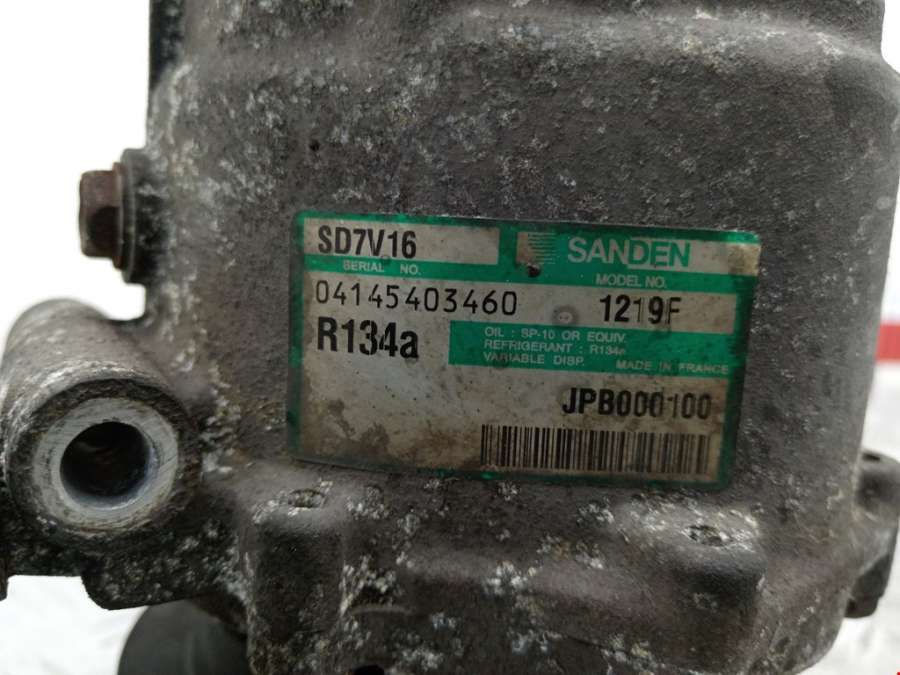 SD7V16 SANDEN
SERIAL NO. MODEL NO.
04145403460 1219F
R134a
OIL : SP-10 OR EQUIV.
REFRIGERANT : R134a
VARIABLE DISP. MADE IN FRANCE
JPB000100